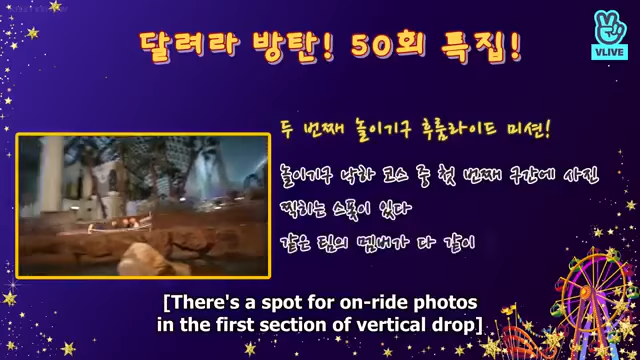 달려라 방탄! 50회 특집!
VLIVE
두 번째 놀이기구 후룸라이드 미션!
놀이기구 낙하 코스 중 첫 번째 구간에 사진
찍히는 스폿이 있다
같은 팀의 멤버가 다 같이
[There's a spot for on-ride photos
in the first section of vertical drop]